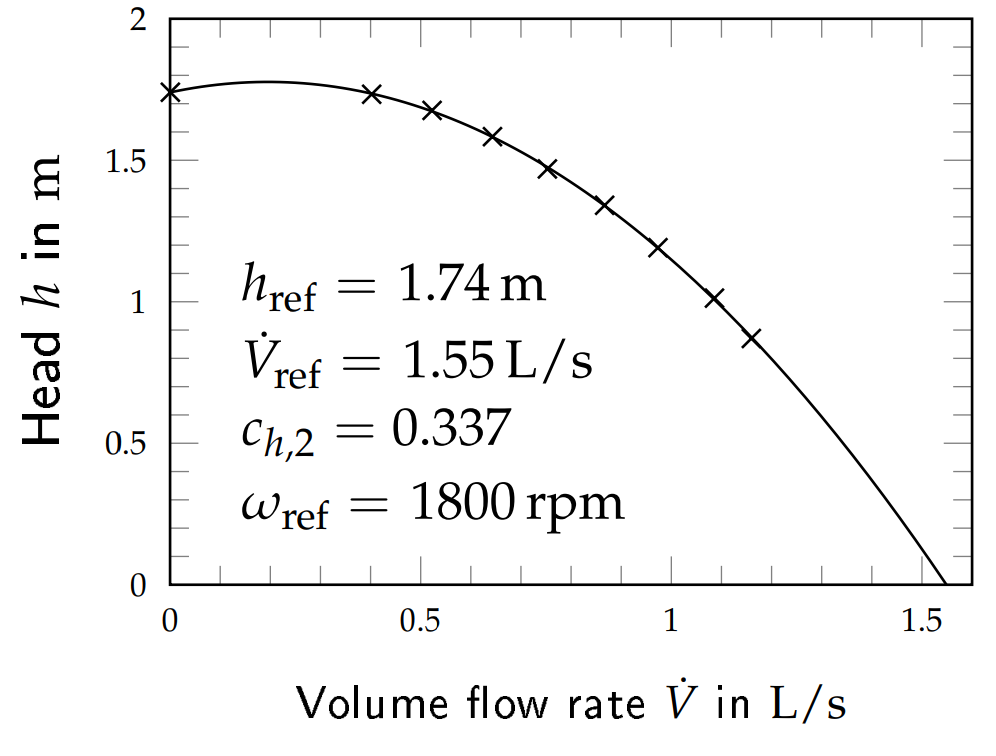 2
1.5
1
0.5
0
Head h in m
h_ref = 1.74 m
V̇_ref = 1.55 L/s
c_h,2 = 0.337
ω_ref = 1800 rpm
0 0.5 1 1.5
Volume flow rate V̇ in L/s